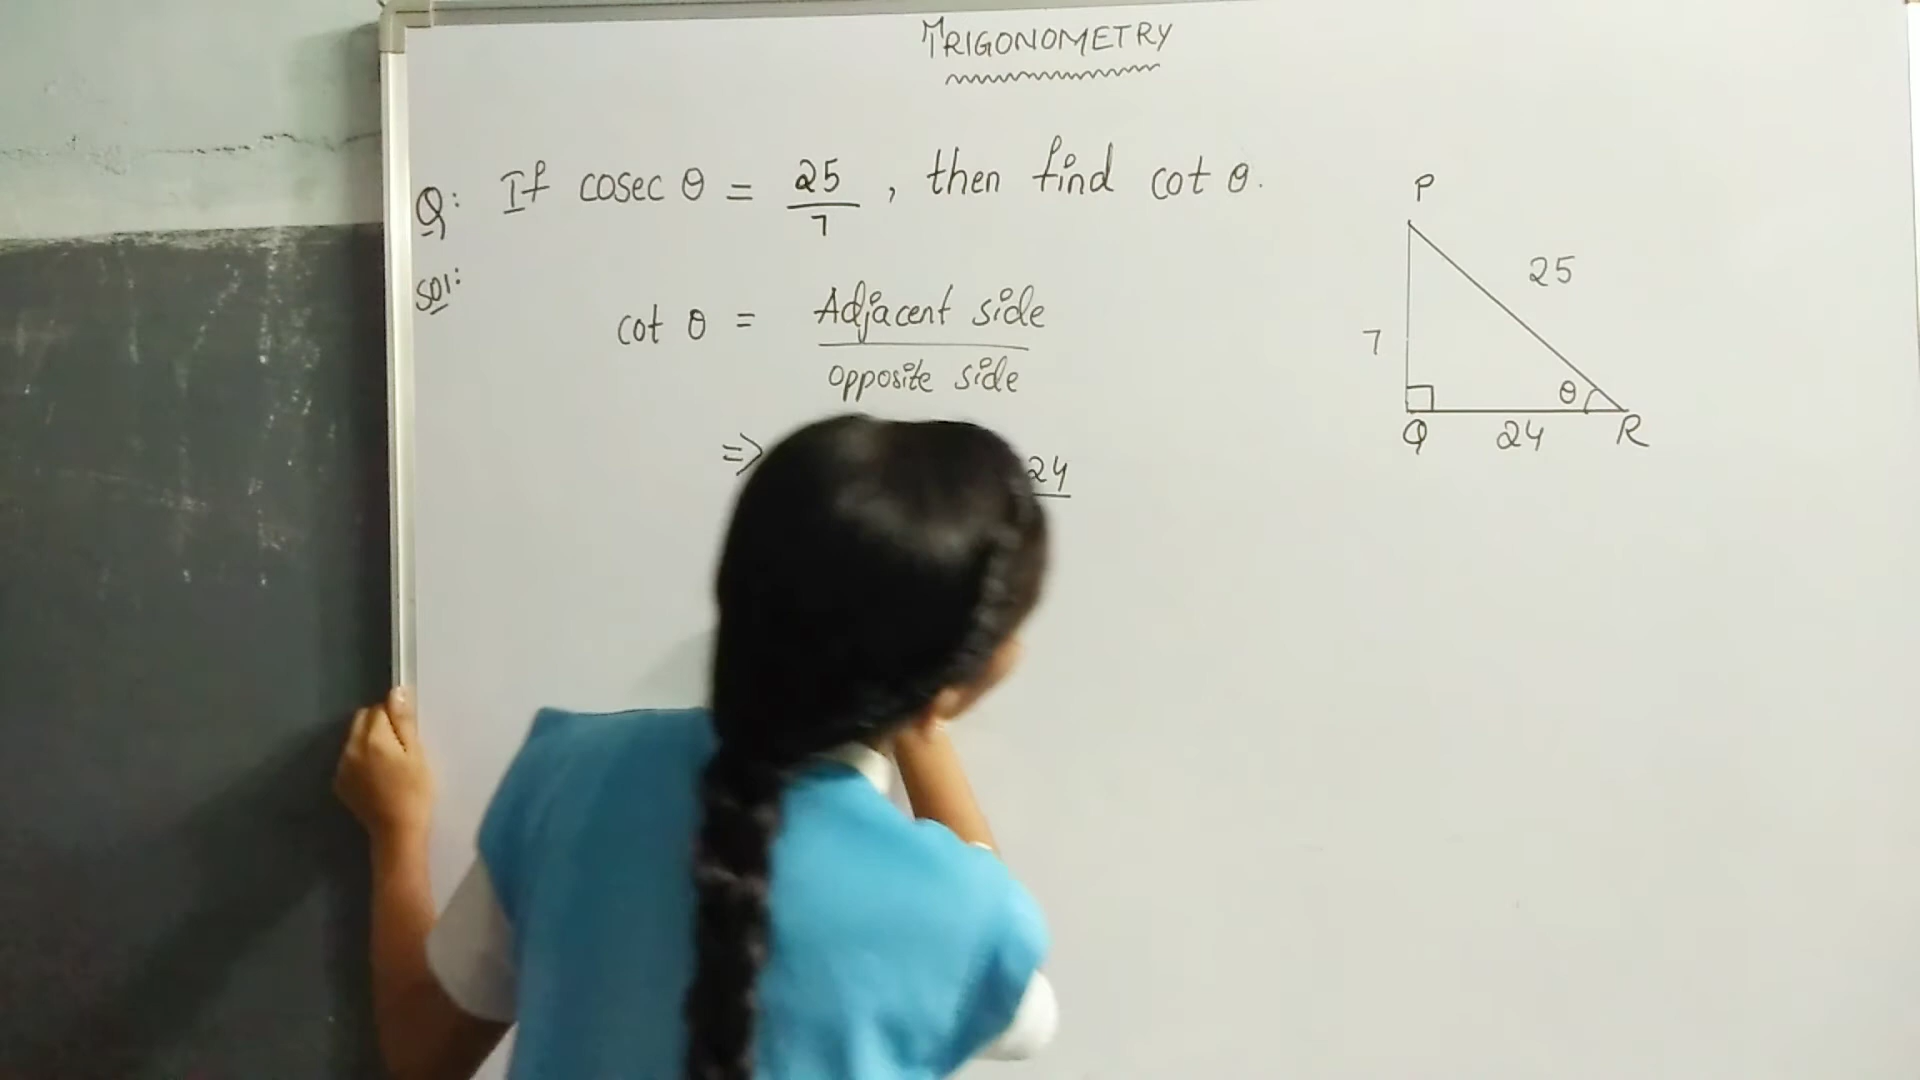 TRIGONOMETRY
Q: If cosec θ = 25/7, then find cot θ.
Sol:
cot θ = Adjacent side
opposite side
=> 24
P
25
7
θ
Q 24 R